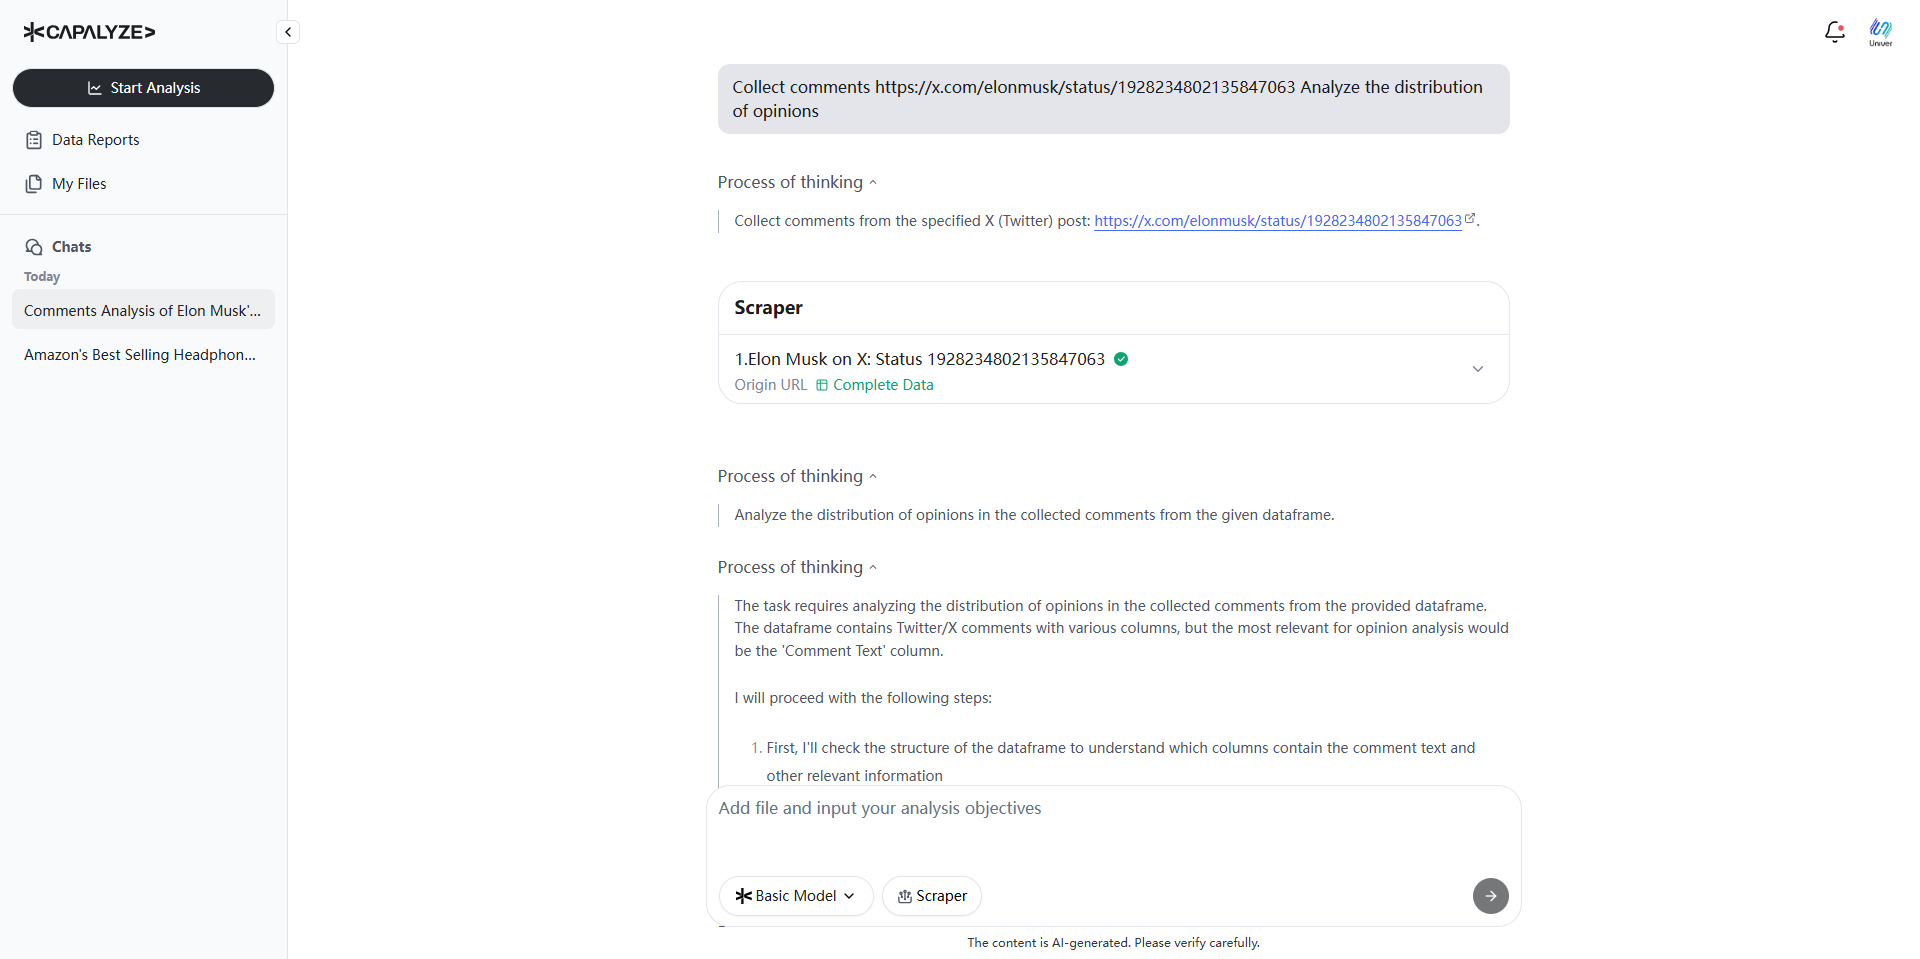 CAPALYZE
Start Analysis
Data Reports
My Files
Chats
Today
Comments Analysis of Elon Musk'...
Amazon's Best Selling Headphon...
Univer
Collect comments https://x.com/elonmusk/status/1928234802135847063 Analyze the distribution
of opinions
Process of thinking
Collect comments from the specified X (Twitter) post: https://x.com/elonmusk/status/1928234802135847063.
Scraper
1.Elon Musk on X: Status 1928234802135847063
Origin URL Complete Data
Process of thinking
Analyze the distribution of opinions in the collected comments from the given dataframe.
Process of thinking
The task requires analyzing the distribution of opinions in the collected comments from the provided dataframe.
The dataframe contains Twitter/X comments with various columns, but the most relevant for opinion analysis would
be the 'Comment Text' column.
I will proceed with the following steps:
1. First, I'll check the structure of the dataframe to understand which columns contain the comment text and
other relevant information
Add file and input your analysis objectives
Basic Model
Scraper
The content is AI-generated. Please verify carefully.